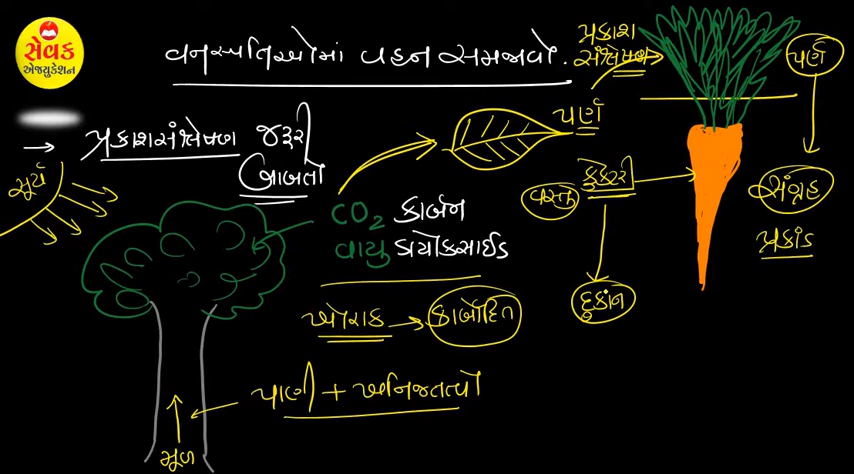 સેવક
એજ્યુકેશન
વનસ્પતિઓમાં વહન સમજાવો.
પ્રકાશ
સંશ્લેષણ
પર્ણ
પર્ણ
→ પ્રકાશસંશ્લેષણ જરૂરી
બાબતો
સૂર્ય
ફેક્ટરી
વસ્તુ
સંગ્રહ
પ્રકાંડ
CO₂ કાર્બન
વાયુ ડાયોક્સાઈડ
દુકાન
ખોરાક → કાર્બોદિત
પાણી + ખનિજતત્વો
મૂળ